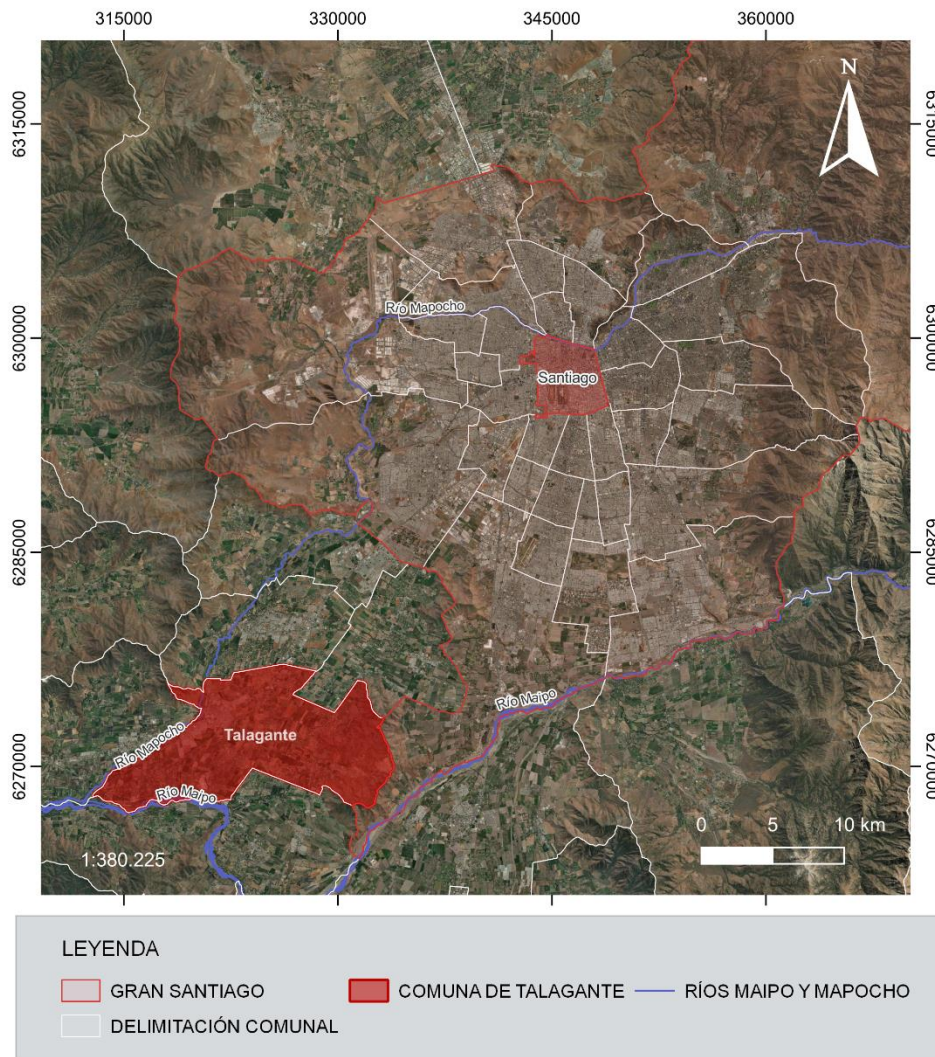 315000 330000 345000 360000
N
6315000 6315000
Río Mapocho
6300000 6300000
Santiago
6285000 6285000
Río Maipo
Talagante
Río Mapocho
6270000 6270000
Río Maipo
0 5 10 km
1:380.225
LEYENDA
GRAN SANTIAGO COMUNA DE TALAGANTE RÍOS MAIPO Y MAPOCHO
DELIMITACIÓN COMUNAL